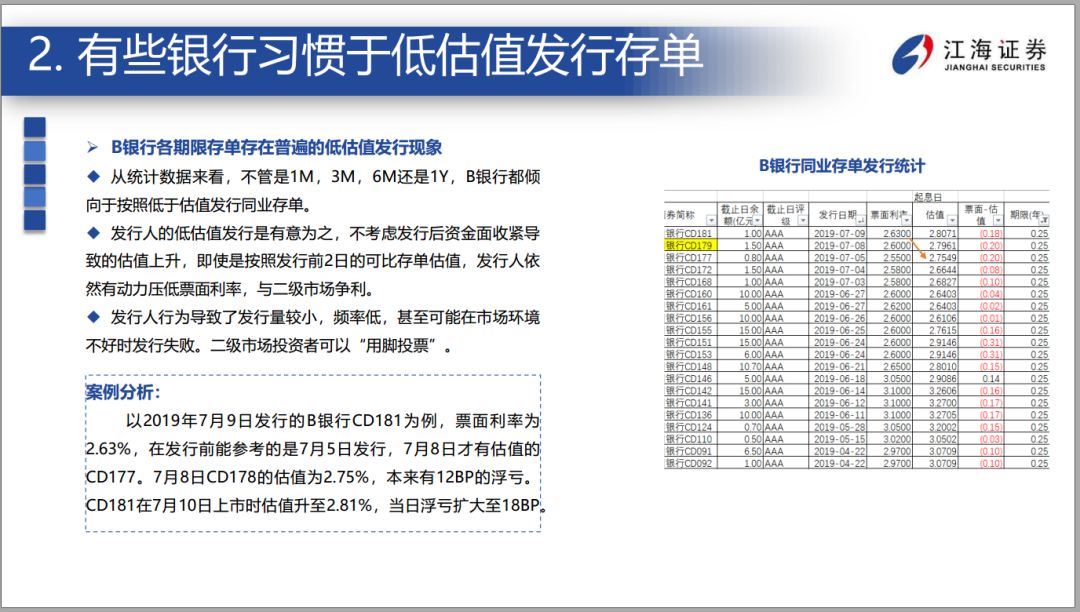 2. 有些银行习惯于低估值发行存单
江海证券
JIANGHAI SECURITIES
B银行各期限存单存在普遍的低估值发行现象
从统计数据来看，不管是1M，3M，6M还是1Y，B银行都倾
向于按照低于估值发行同业存单。
发行人的低估值发行是有意为之，不考虑发行后资金面收紧导
致的估值上升，即使是按照发行前2日的可比存单估值，发行人依
然有动力压低票面利率，与二级市场争利。
发行人行为导致了发行量较小，频率低，甚至可能在市场环境
不好时发行失败。二级市场投资者可以“用脚投票”。
案例分析：
以2019年7月9日发行的B银行CD181为例，票面利率为
2.63%，在发行前能参考的是7月5日发行，7月8日才有估值的
CD177。7月8日CD178的估值为2.75%，本来有12BP的浮亏。
CD181在7月10日上市时估值升至2.81%，当日浮亏扩大至18BP。
B银行同业存单发行统计
起息日
券简称 截止日余额(亿元 截止日评级 发行日期 票面利率 估值 票面-估值 期限(年)
银行CD181 1.00 AAA 2019-07-09 2.6300 2.8071 (0.18) 0.25
银行CD179 1.50 AAA 2019-07-08 2.6000 2.7961 (0.20) 0.25
银行CD177 0.80 AAA 2019-07-05 2.5500 2.7549 (0.20) 0.25
银行CD172 1.50 AAA 2019-07-04 2.5800 2.6644 (0.08) 0.25
银行CD168 1.00 AAA 2019-07-03 2.5800 2.6827 (0.10) 0.25
银行CD160 10.00 AAA 2019-06-27 2.6000 2.6403 (0.04) 0.25
银行CD161 5.00 AAA 2019-06-27 2.6200 2.6403 (0.02) 0.25
银行CD156 10.00 AAA 2019-06-26 2.6000 2.6106 (0.01) 0.25
银行CD155 15.00 AAA 2019-06-25 2.6000 2.7615 (0.16) 0.25
银行CD151 15.00 AAA 2019-06-24 2.6000 2.9146 (0.31) 0.25
银行CD153 6.00 AAA 2019-06-24 2.6000 2.9146 (0.31) 0.25
银行CD148 10.70 AAA 2019-06-21 2.6500 2.8010 (0.15) 0.25
银行CD146 5.00 AAA 2019-06-18 3.0500 2.9086 0.14 0.25
银行CD142 15.00 AAA 2019-06-14 3.1000 3.2606 (0.16) 0.25
银行CD141 3.00 AAA 2019-06-12 3.1000 3.2700 (0.17) 0.25
银行CD136 10.00 AAA 2019-06-11 3.1000 3.2705 (0.17) 0.25
银行CD124 0.70 AAA 2019-05-28 3.0500 3.2002 (0.15) 0.25
银行CD110 0.50 AAA 2019-05-15 3.0200 3.0502 (0.03) 0.25
银行CD091 6.50 AAA 2019-04-22 2.9700 3.0709 (0.10) 0.25
银行CD092 1.00 AAA 2019-04-22 2.9700 3.0709 (0.10) 0.25